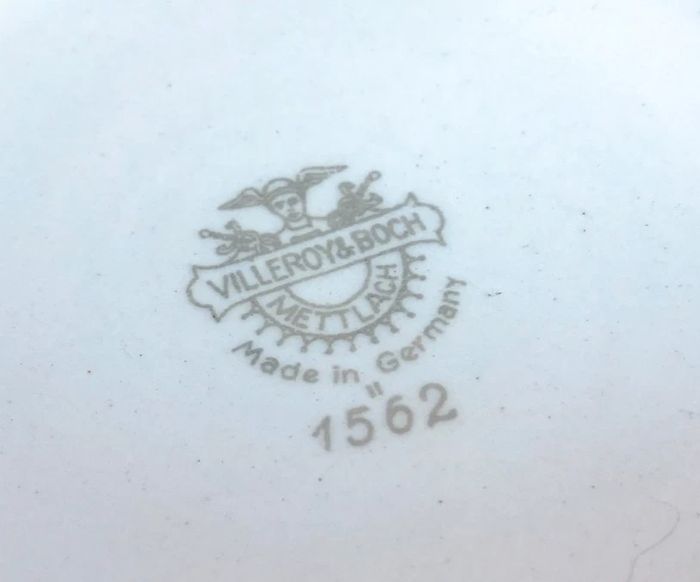 VILLEROY & BOCH
METTLACH
Made in Germany
"
1562